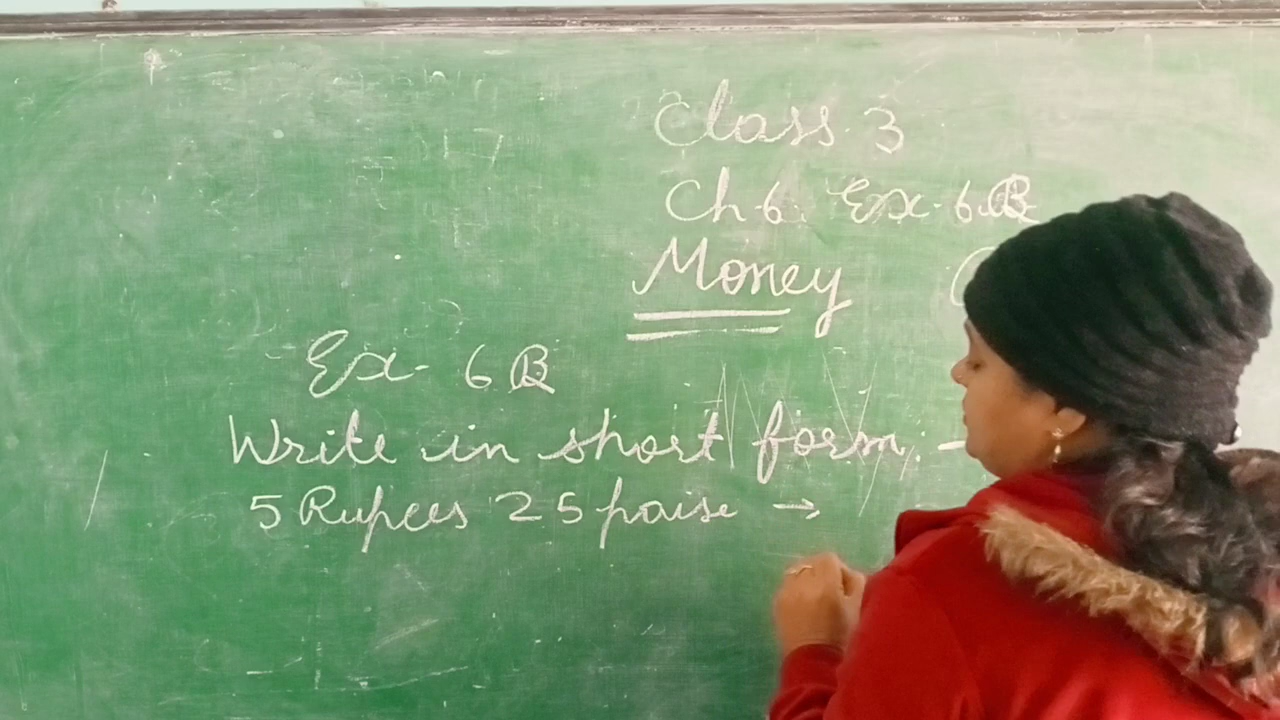 Class 3
Ch-6 Ex-6B
Money (
Ex- 6B
Write in short form:-
5 Rupees 25 paise →